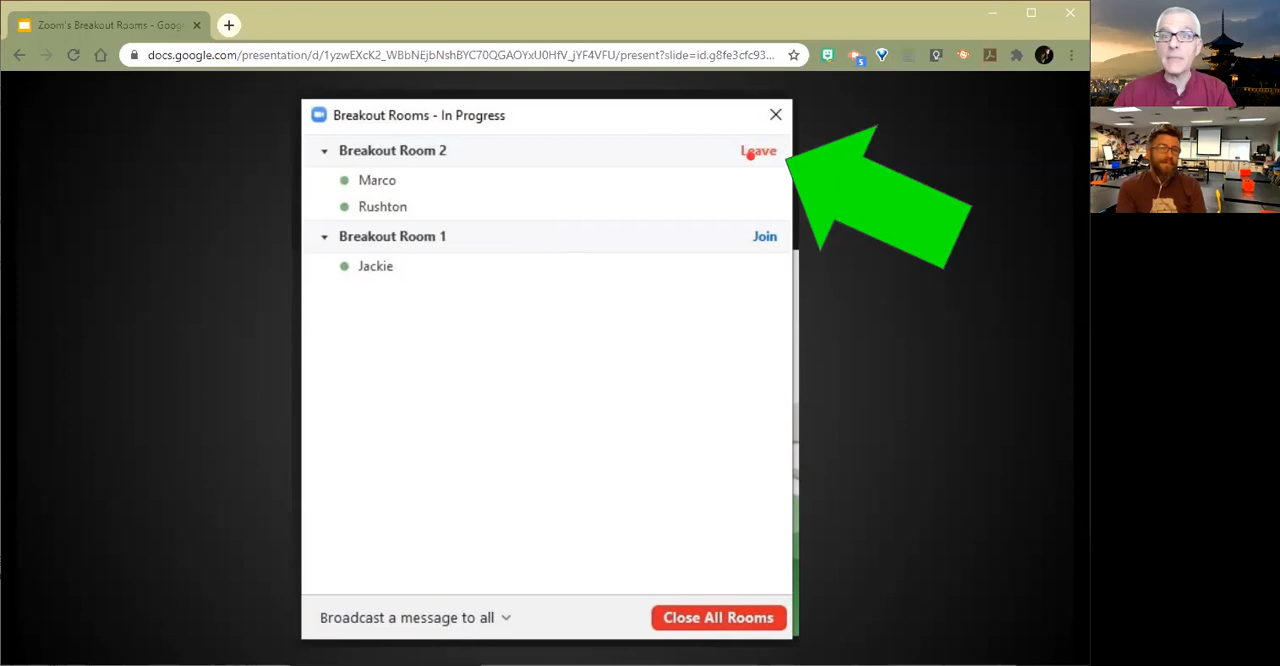 Zoom's Breakout Rooms - Goog
docs.google.com/presentation/d/1yzwEXcK2_WBbNEjbNshBYC70QGAOYxU0HfV_jYF4VFU/present?slide=id.g8fe3cfc93...
5
Breakout Rooms - In Progress
Breakout Room 2 Leave
Marco
Rushton
Breakout Room 1 Join
Jackie
Broadcast a message to all Close All Rooms